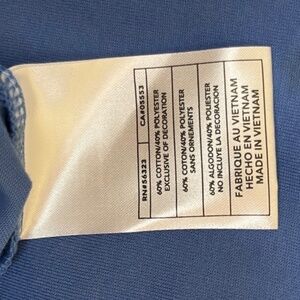 RN#56323 CA#05553
60% COTTON/40% POLYESTER
EXCLUSIVE OF DECORATION
60% COTTON/40% POLYESTER
SANS ORNEMENTS
60% ALGODON/40% POLIESTER
NO INCLUYE LA DECORACION
FABRIQUE AU VIETNAM
HECHO EN VIETNAM
MADE IN VIETNAM